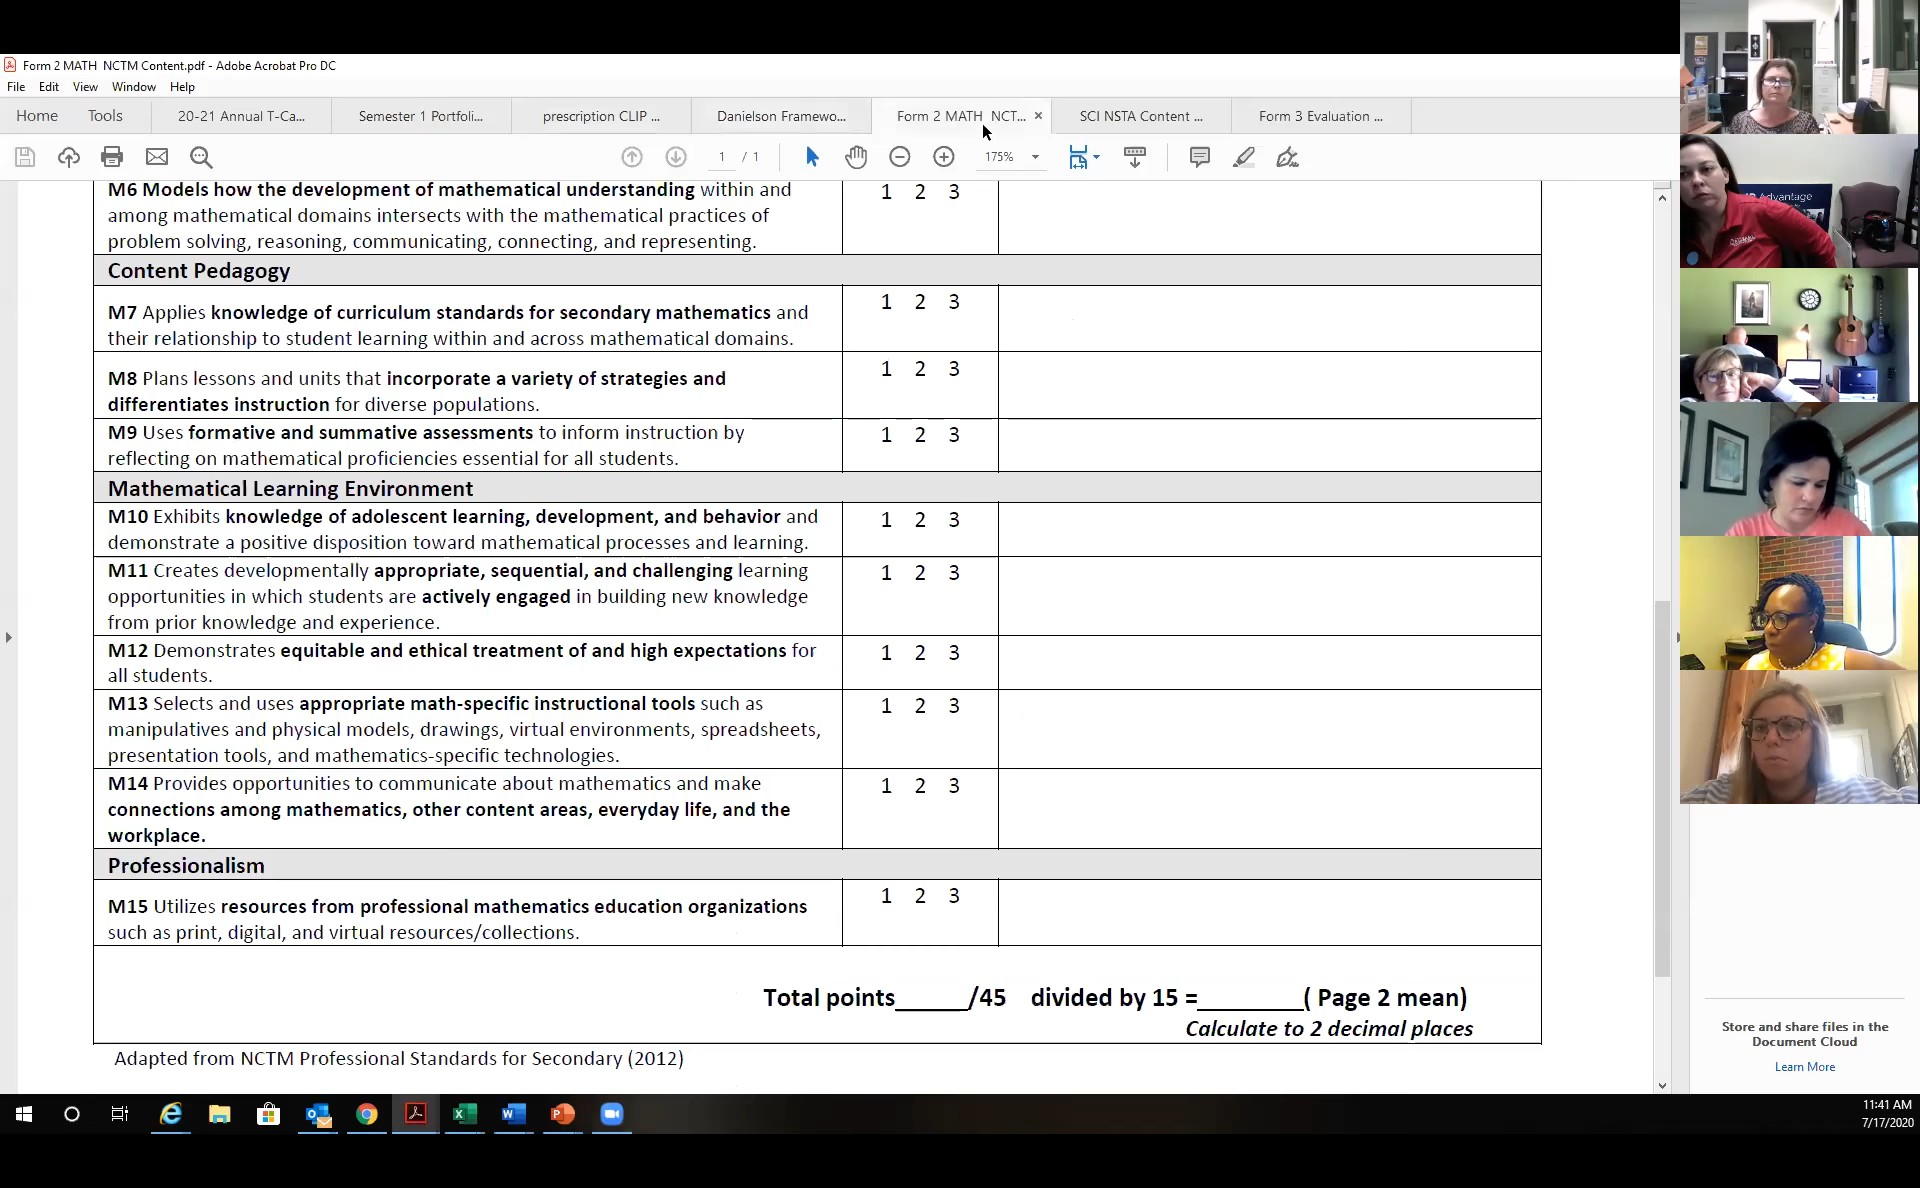 Form 2 MATH  NCTM Content.pdf - Adobe Acrobat Pro DC
File Edit View Window Help
Home Tools 20-21 Annual T-Ca... Semester 1 Portfoli... prescription CLIP ... Danielson Framewo... Form 2 MATH  NCT... × SCI NSTA Content ... Form 3 Evaluation ...
1 / 1 175%
M6 Models how the development of mathematical understanding within and
among mathematical domains intersects with the mathematical practices of
problem solving, reasoning, communicating, connecting, and representing.
1 2 3
Content Pedagogy
M7 Applies knowledge of curriculum standards for secondary mathematics and
their relationship to student learning within and across mathematical domains.
1 2 3
M8 Plans lessons and units that incorporate a variety of strategies and
differentiates instruction for diverse populations.
1 2 3
M9 Uses formative and summative assessments to inform instruction by
reflecting on mathematical proficiencies essential for all students.
1 2 3
Mathematical Learning Environment
M10 Exhibits knowledge of adolescent learning, development, and behavior and
demonstrate a positive disposition toward mathematical processes and learning.
1 2 3
M11 Creates developmentally appropriate, sequential, and challenging learning
opportunities in which students are actively engaged in building new knowledge
from prior knowledge and experience.
1 2 3
M12 Demonstrates equitable and ethical treatment of and high expectations for
all students.
1 2 3
M13 Selects and uses appropriate math-specific instructional tools such as
manipulatives and physical models, drawings, virtual environments, spreadsheets,
presentation tools, and mathematics-specific technologies.
1 2 3
M14 Provides opportunities to communicate about mathematics and make
connections among mathematics, other content areas, everyday life, and the
workplace.
1 2 3
Professionalism
M15 Utilizes resources from professional mathematics education organizations
such as print, digital, and virtual resources/collections.
1 2 3
Total points______/45 divided by 15 =_________( Page 2 mean)
Calculate to 2 decimal places
Adapted from NCTM Professional Standards for Secondary (2012)
Advantage
Store and share files in the
Document Cloud
Learn More
11:41 AM
7/17/2020